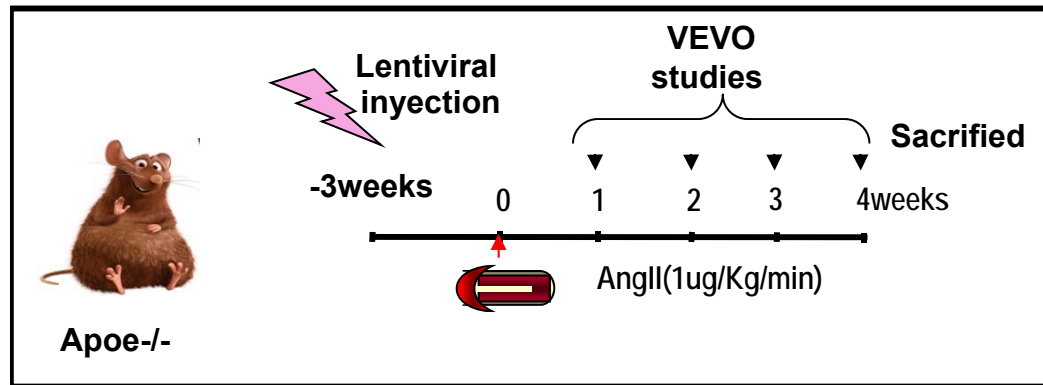 VEVO
studies
Lentiviral
inyection
Sacrified
-3weeks
0 1 2 3 4weeks
AngII(1ug/Kg/min)
Apoe-/-